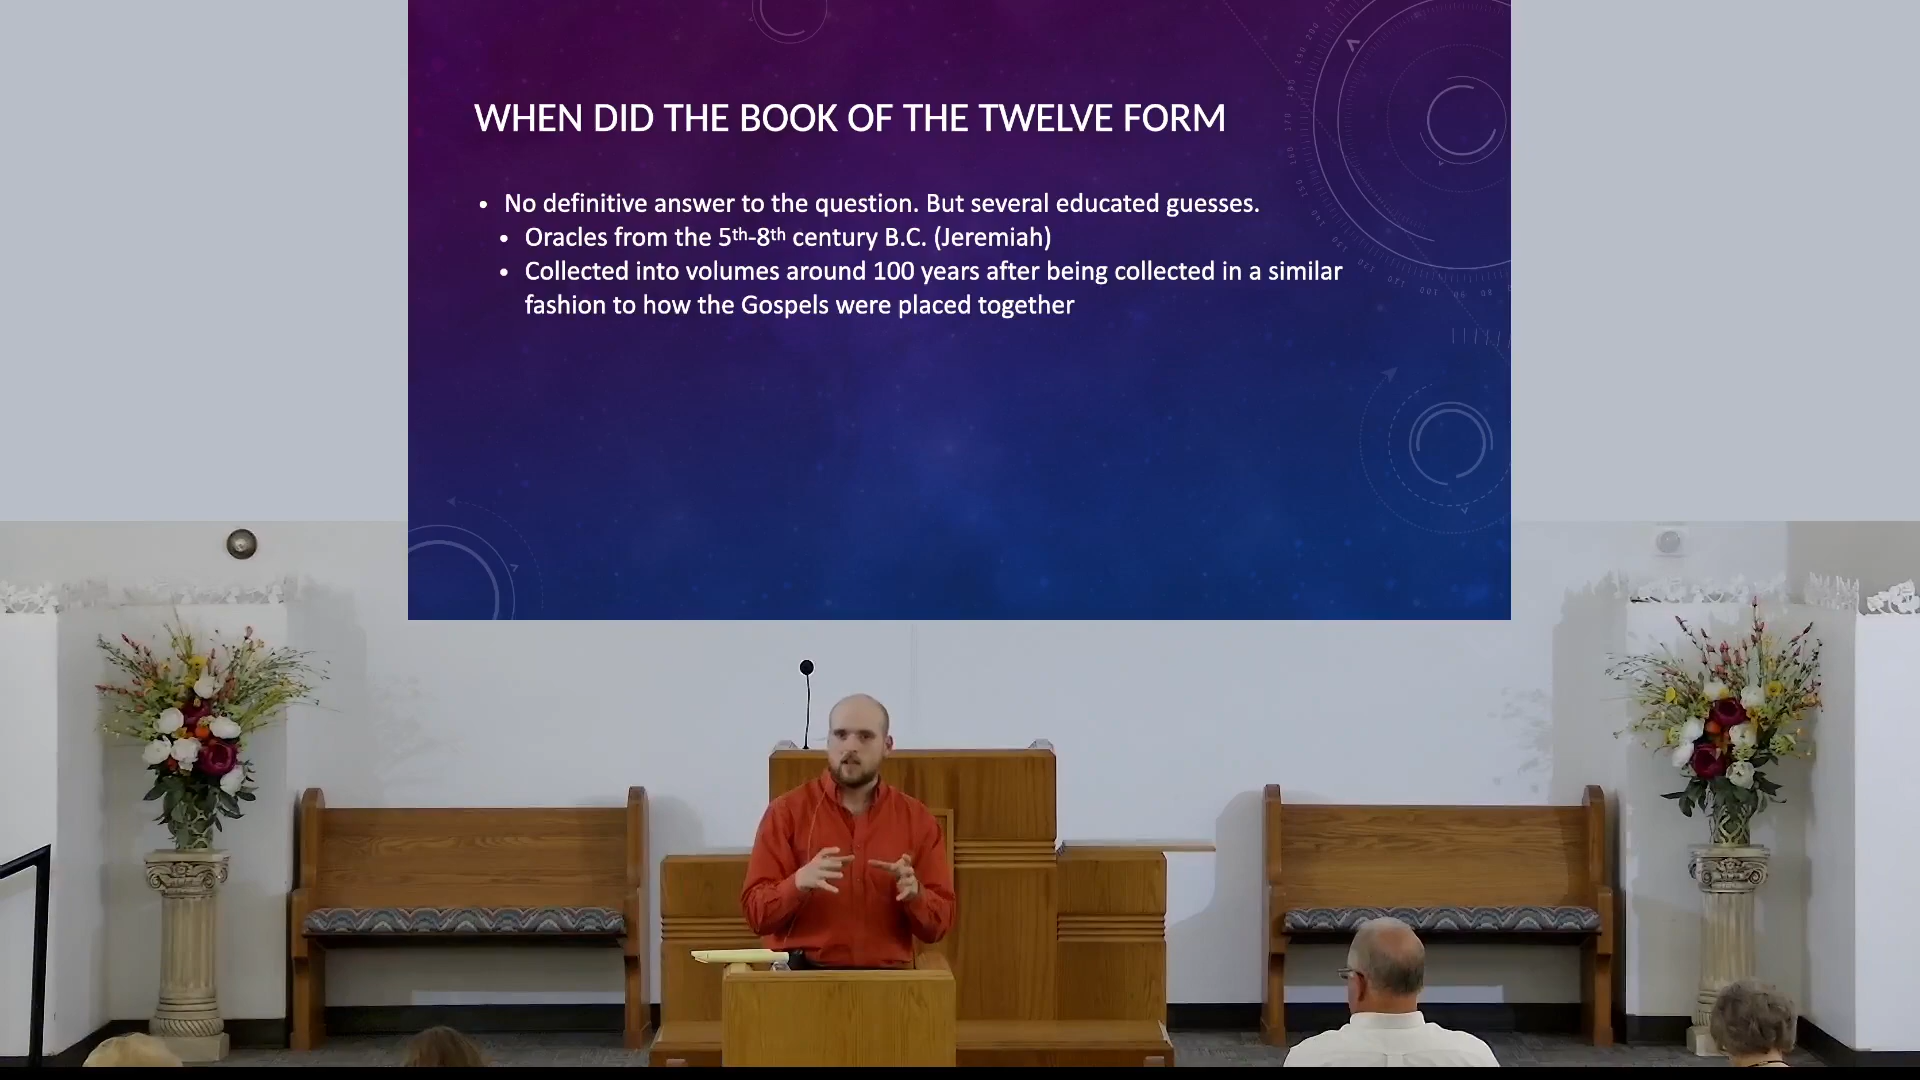 WHEN DID THE BOOK OF THE TWELVE FORM
• No definitive answer to the question. But several educated guesses.
• Oracles from the 5th-8th century B.C. (Jeremiah)
• Collected into volumes around 100 years after being collected in a similar
fashion to how the Gospels were placed together